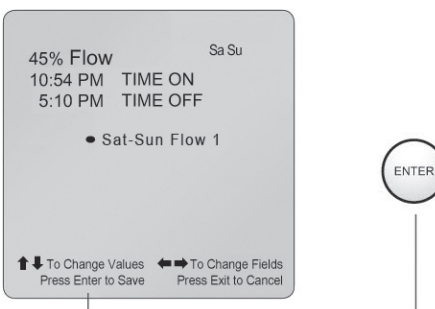 45% Flow Sa Su
10:54 PM TIME ON
5:10 PM TIME OFF
● Sat-Sun Flow 1
⬆⬇ To Change Values ⬅➡ To Change Fields
Press Enter to Save Press Exit to Cancel
ENTER